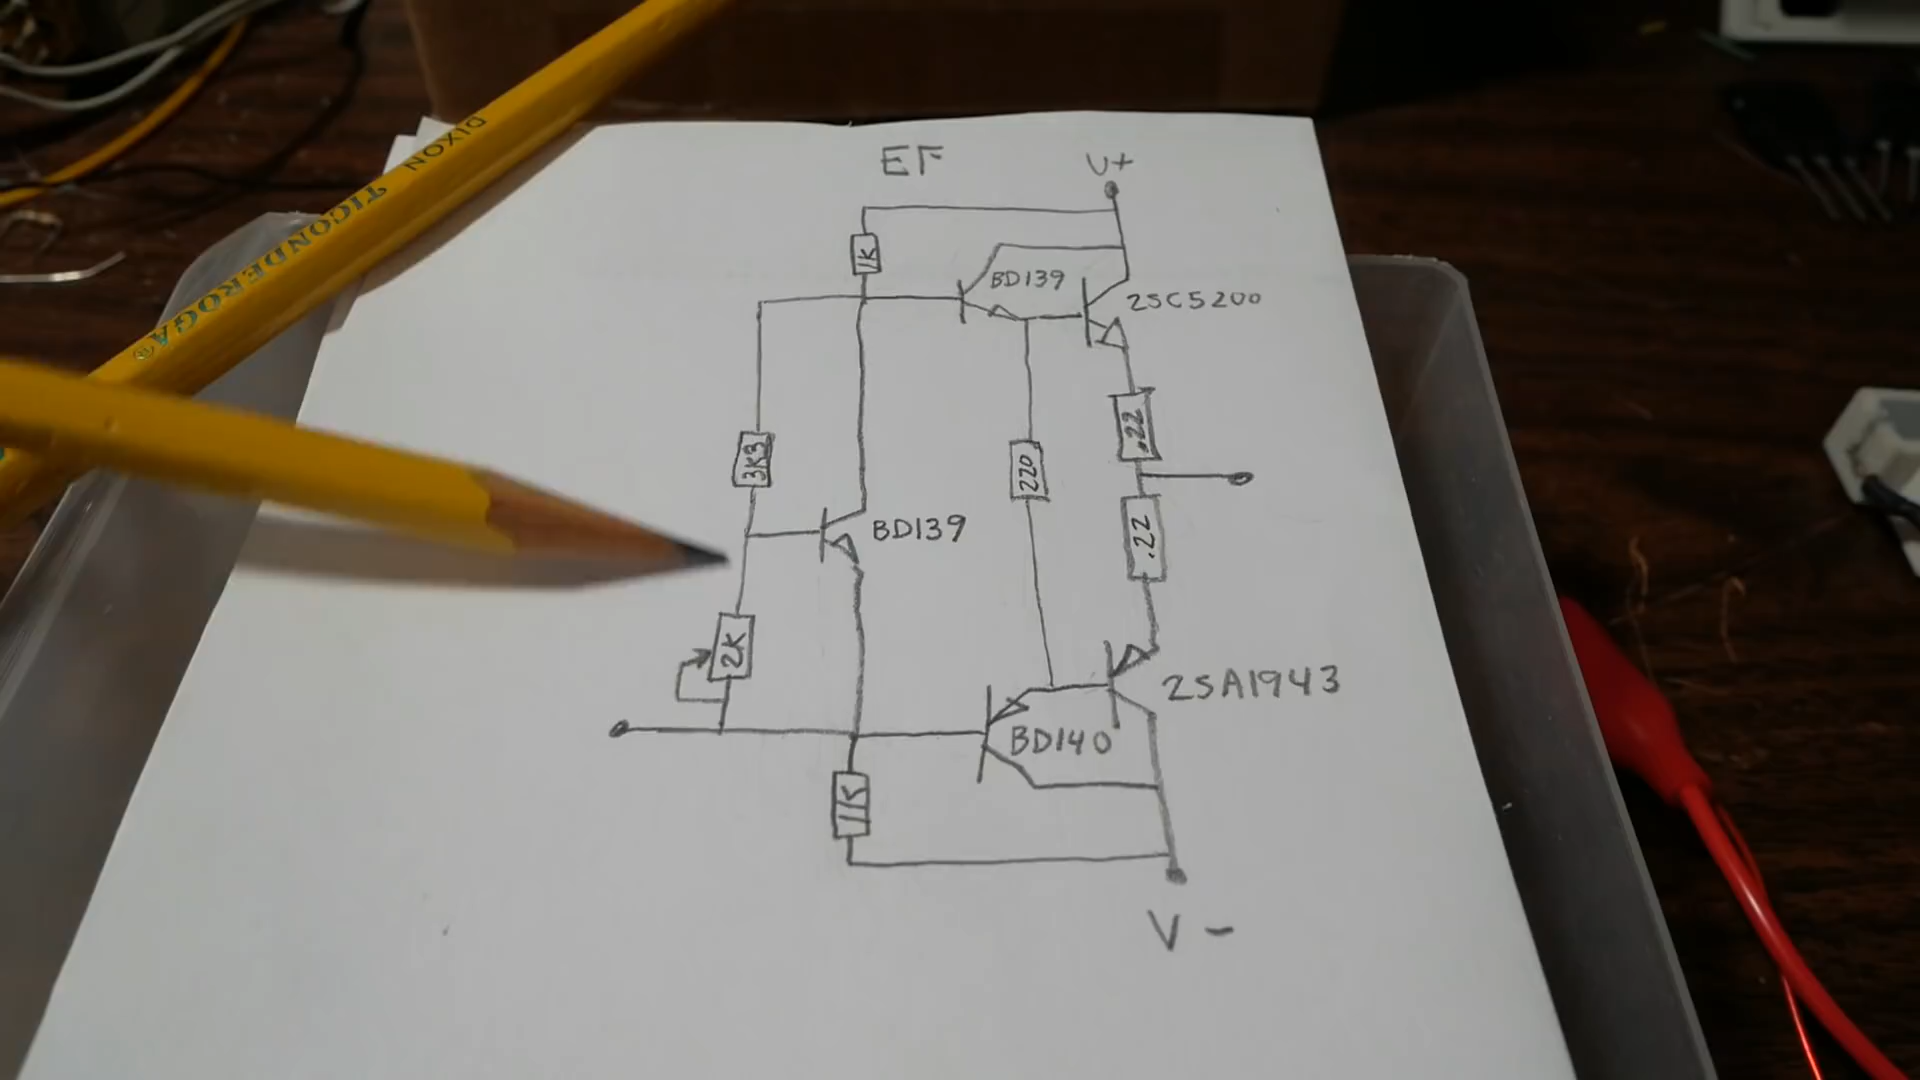 EF
V+
1K
BD139
2SC5200
.22
3K3
220
BD139
.22
2K
2SA1943
BD140
1K
V -
DIXON TICONDEROGA®